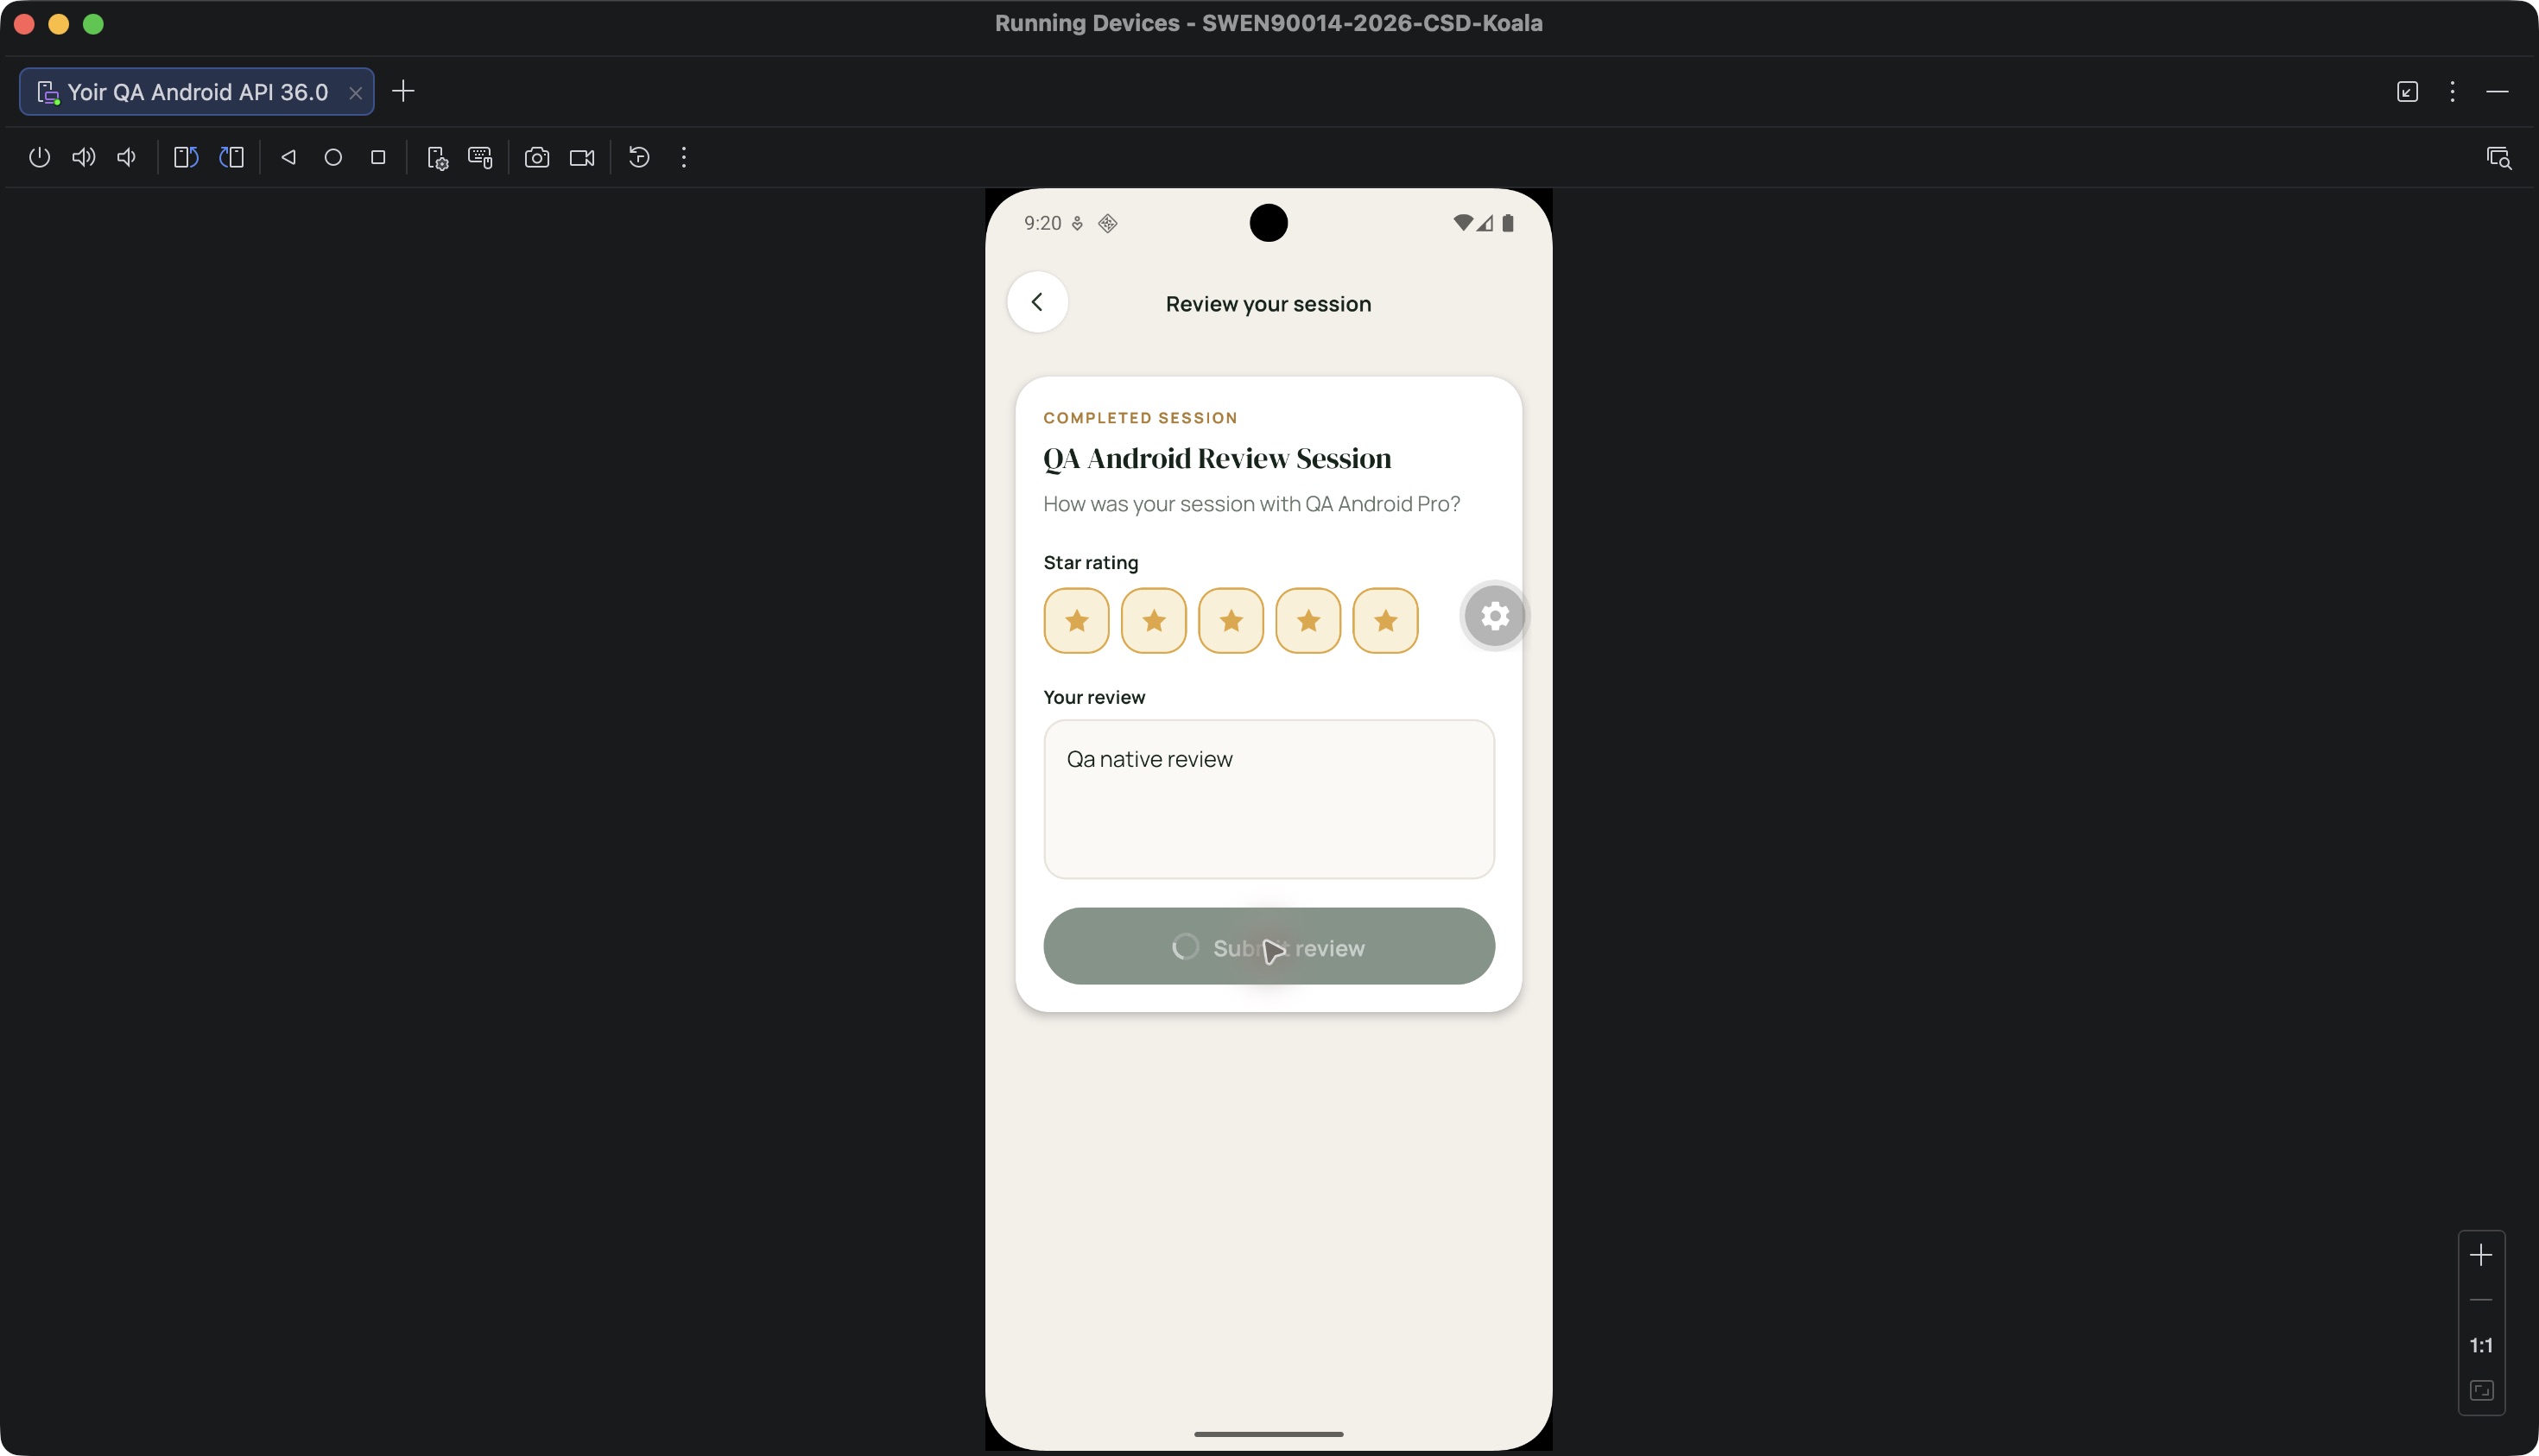 Running Devices - SWEN90014-2026-CSD-Koala
Yoir QA Android API 36.0
9:20
Review your session
COMPLETED SESSION
QA Android Review Session
How was your session with QA Android Pro?
Star rating
Your review
Qa native review
Submit review
1:1